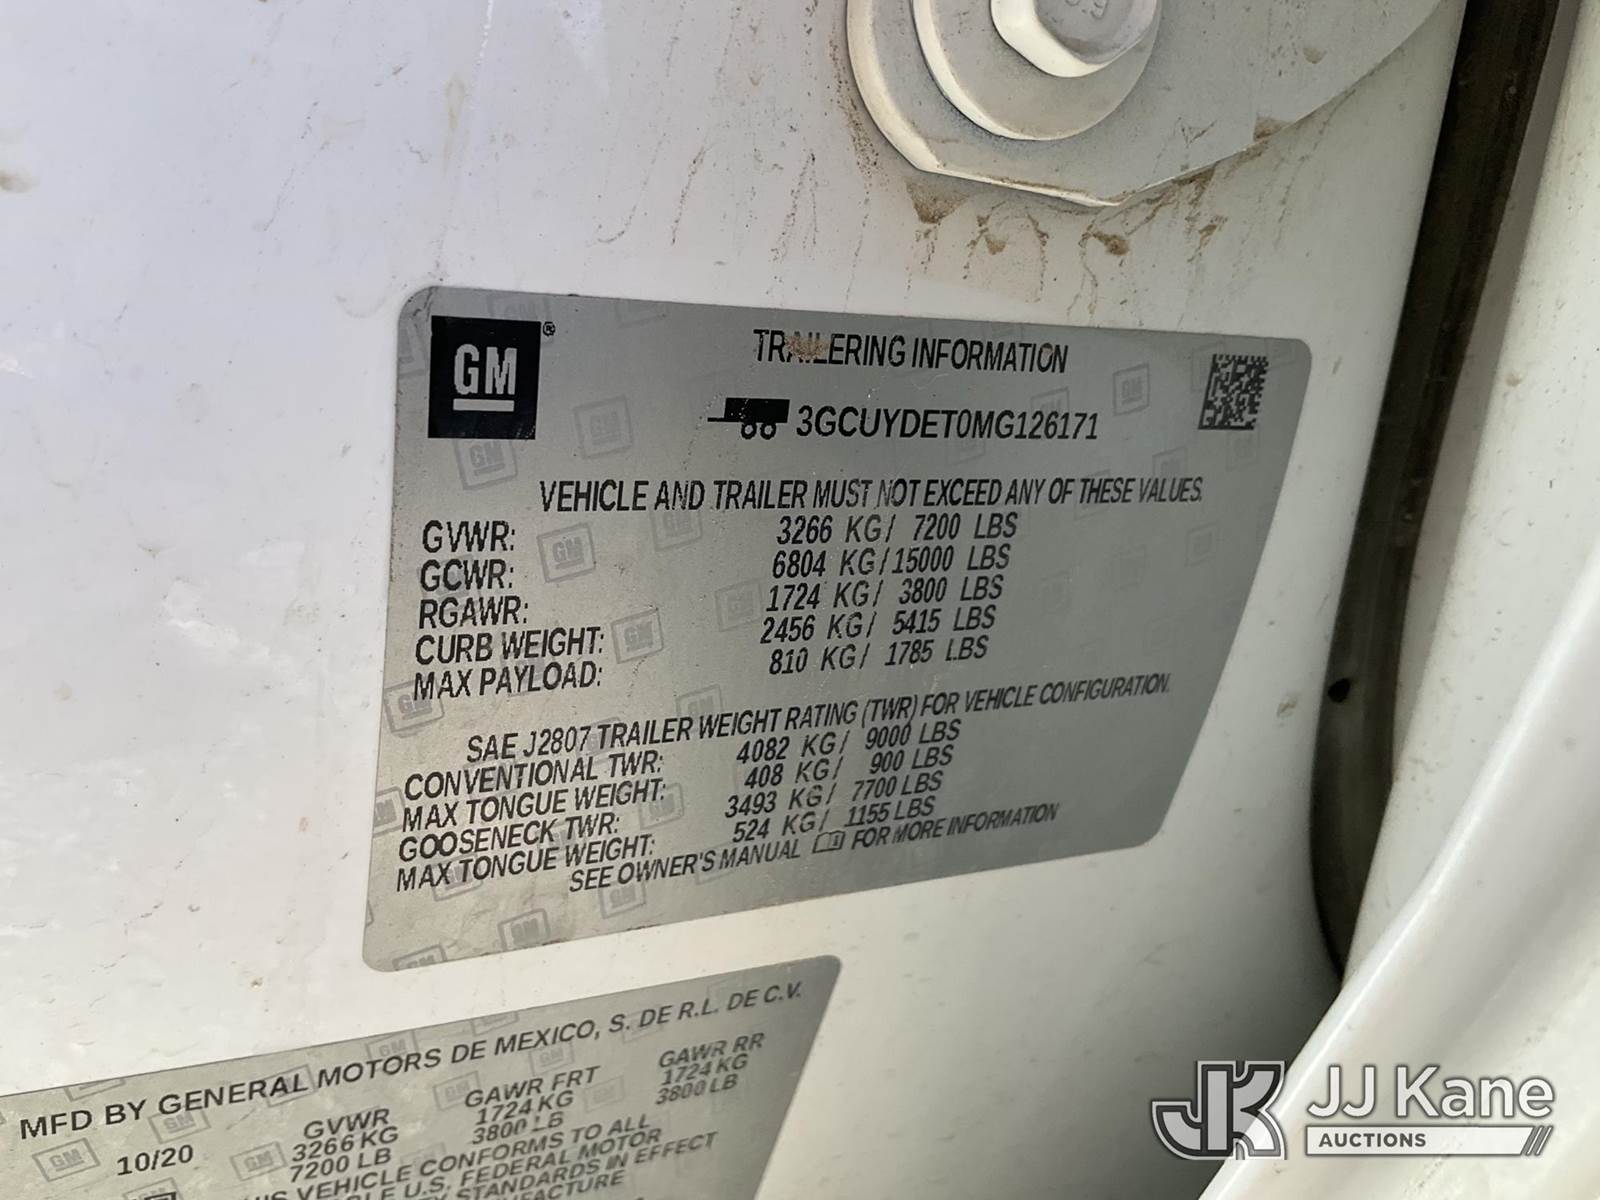 GM ®
TRAILERING INFORMATION
3GCUYDET0MG126171
VEHICLE AND TRAILER MUST NOT EXCEED ANY OF THESE VALUES.
GVWR: 3266 KG/ 7200 LBS
GCWR: 6804 KG/15000 LBS
RGAWR: 1724 KG/ 3800 LBS
CURB WEIGHT: 2456 KG/ 5415 LBS
MAX PAYLOAD: 810 KG/ 1785 LBS
SAE J2807 TRAILER WEIGHT RATING (TWR) FOR VEHICLE CONFIGURATION.
CONVENTIONAL TWR: 4082 KG/ 9000 LBS
MAX TONGUE WEIGHT: 408 KG/ 900 LBS
GOOSENECK TWR: 3493 KG/ 7700 LBS
MAX TONGUE WEIGHT: 524 KG/ 1155 LBS
SEE OWNER'S MANUAL FOR MORE INFORMATION
MFD BY GENERAL MOTORS DE MEXICO, S. DE R.L. DE C.V.
10/20 GVWR GAWR FRT GAWR RR
3266 KG 1724 KG 1724 KG
7200 LB 3800 LB 3800 LB
VEHICLE CONFORMS TO ALL
U.S. FEDERAL MOTOR
STANDARDS IN EFFECT
JK JJ Kane
AUCTIONS